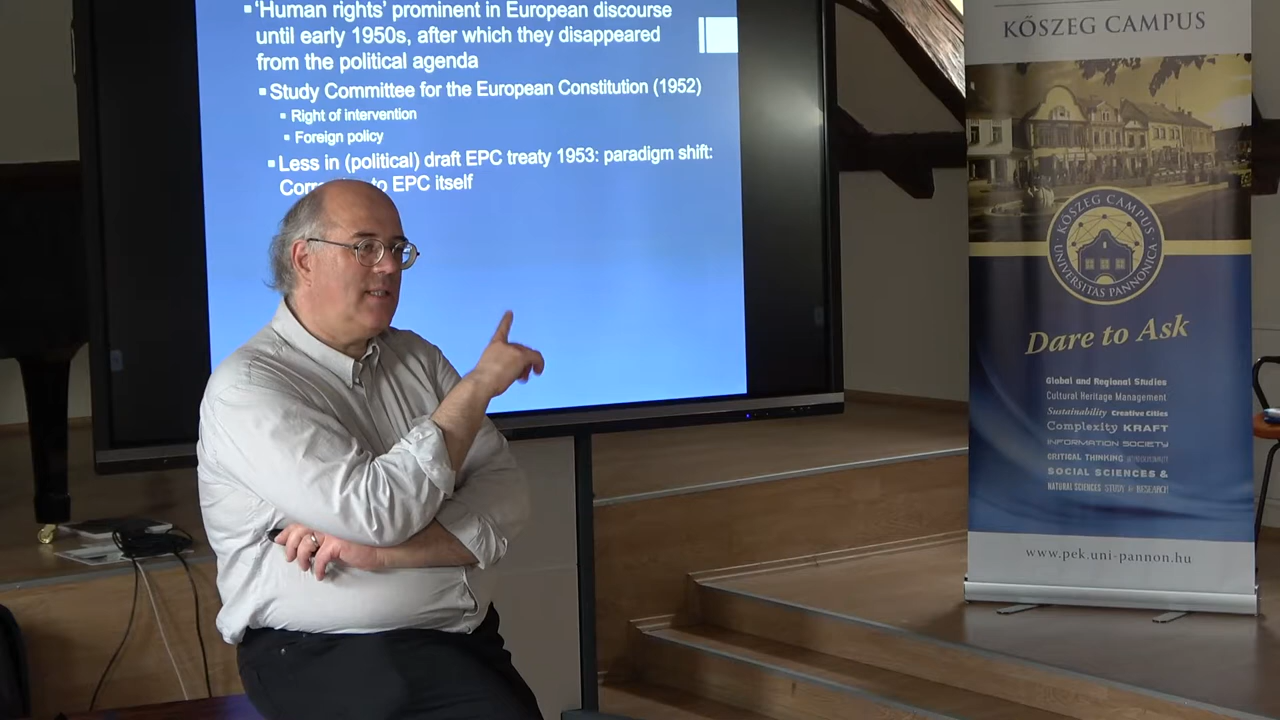 'Human rights' prominent in European discourse
until early 1950s, after which they disappeared
from the political agenda
Study Committee for the European Constitution (1952)
Right of intervention
Foreign policy
Less in (political) draft EPC treaty 1953: paradigm shift:
to EPC itself
KŐSZEG CAMPUS
KŐSZEG CAMPUS
UNIVERSITAS PANNONICA
Dare to Ask
Global and Regional Studies
Cultural Heritage Management
Sustainability Creative Cities
Complexity KRAFT
INFORMATION SOCIETY
CRITICAL THINKING
SOCIAL SCIENCES &
NATURAL SCIENCES STUDY & RESEARCH
www.pek.uni-pannon.hu